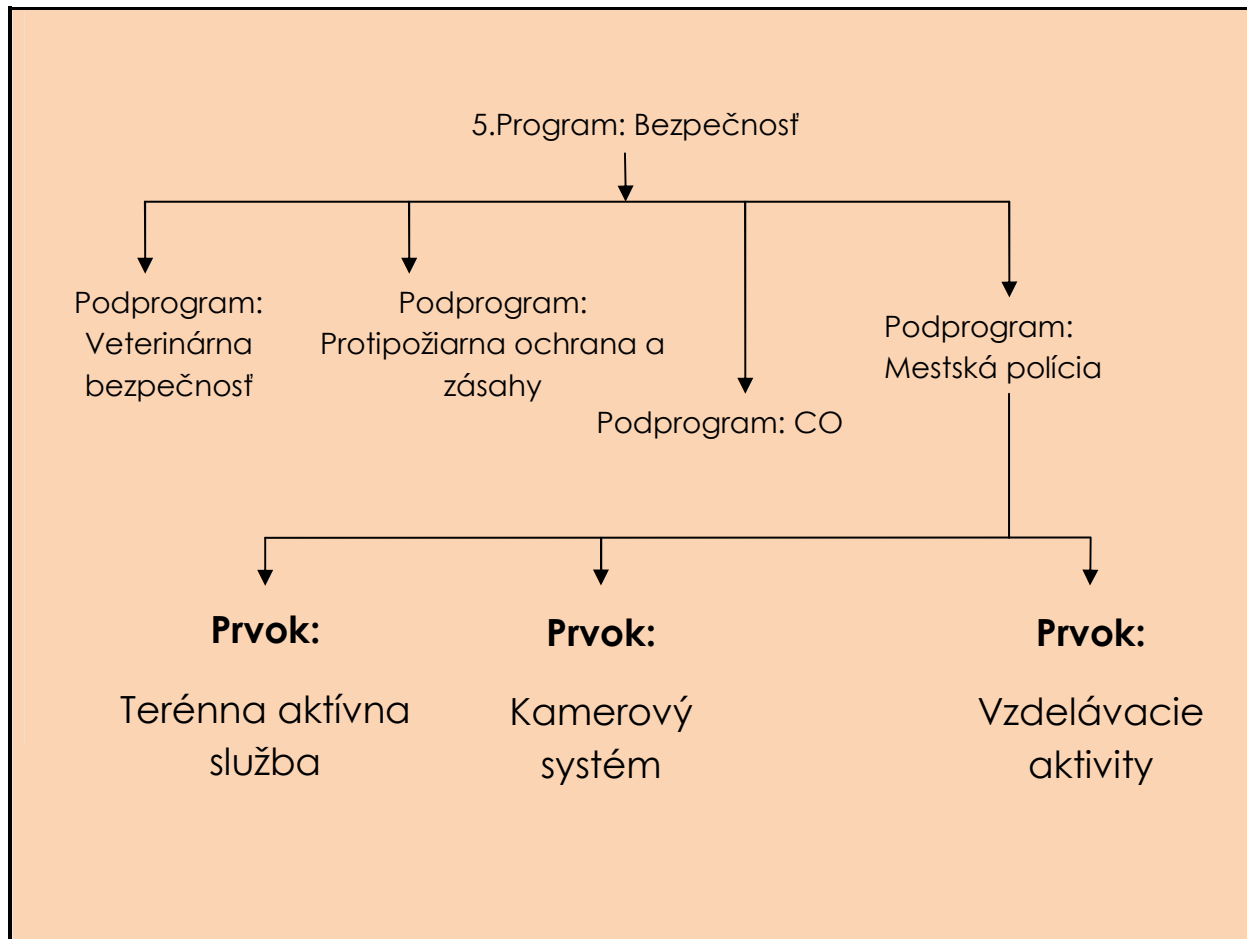 5.Program: Bezpečnosť
Podprogram:
Veterinárna
bezpečnosť
Podprogram:
Protipožiarna ochrana a
zásahy
Podprogram: CO
Podprogram:
Mestská polícia
Prvok:
Terénna aktívna
služba
Prvok:
Kamerový
systém
Prvok:
Vzdelávacie
aktivity